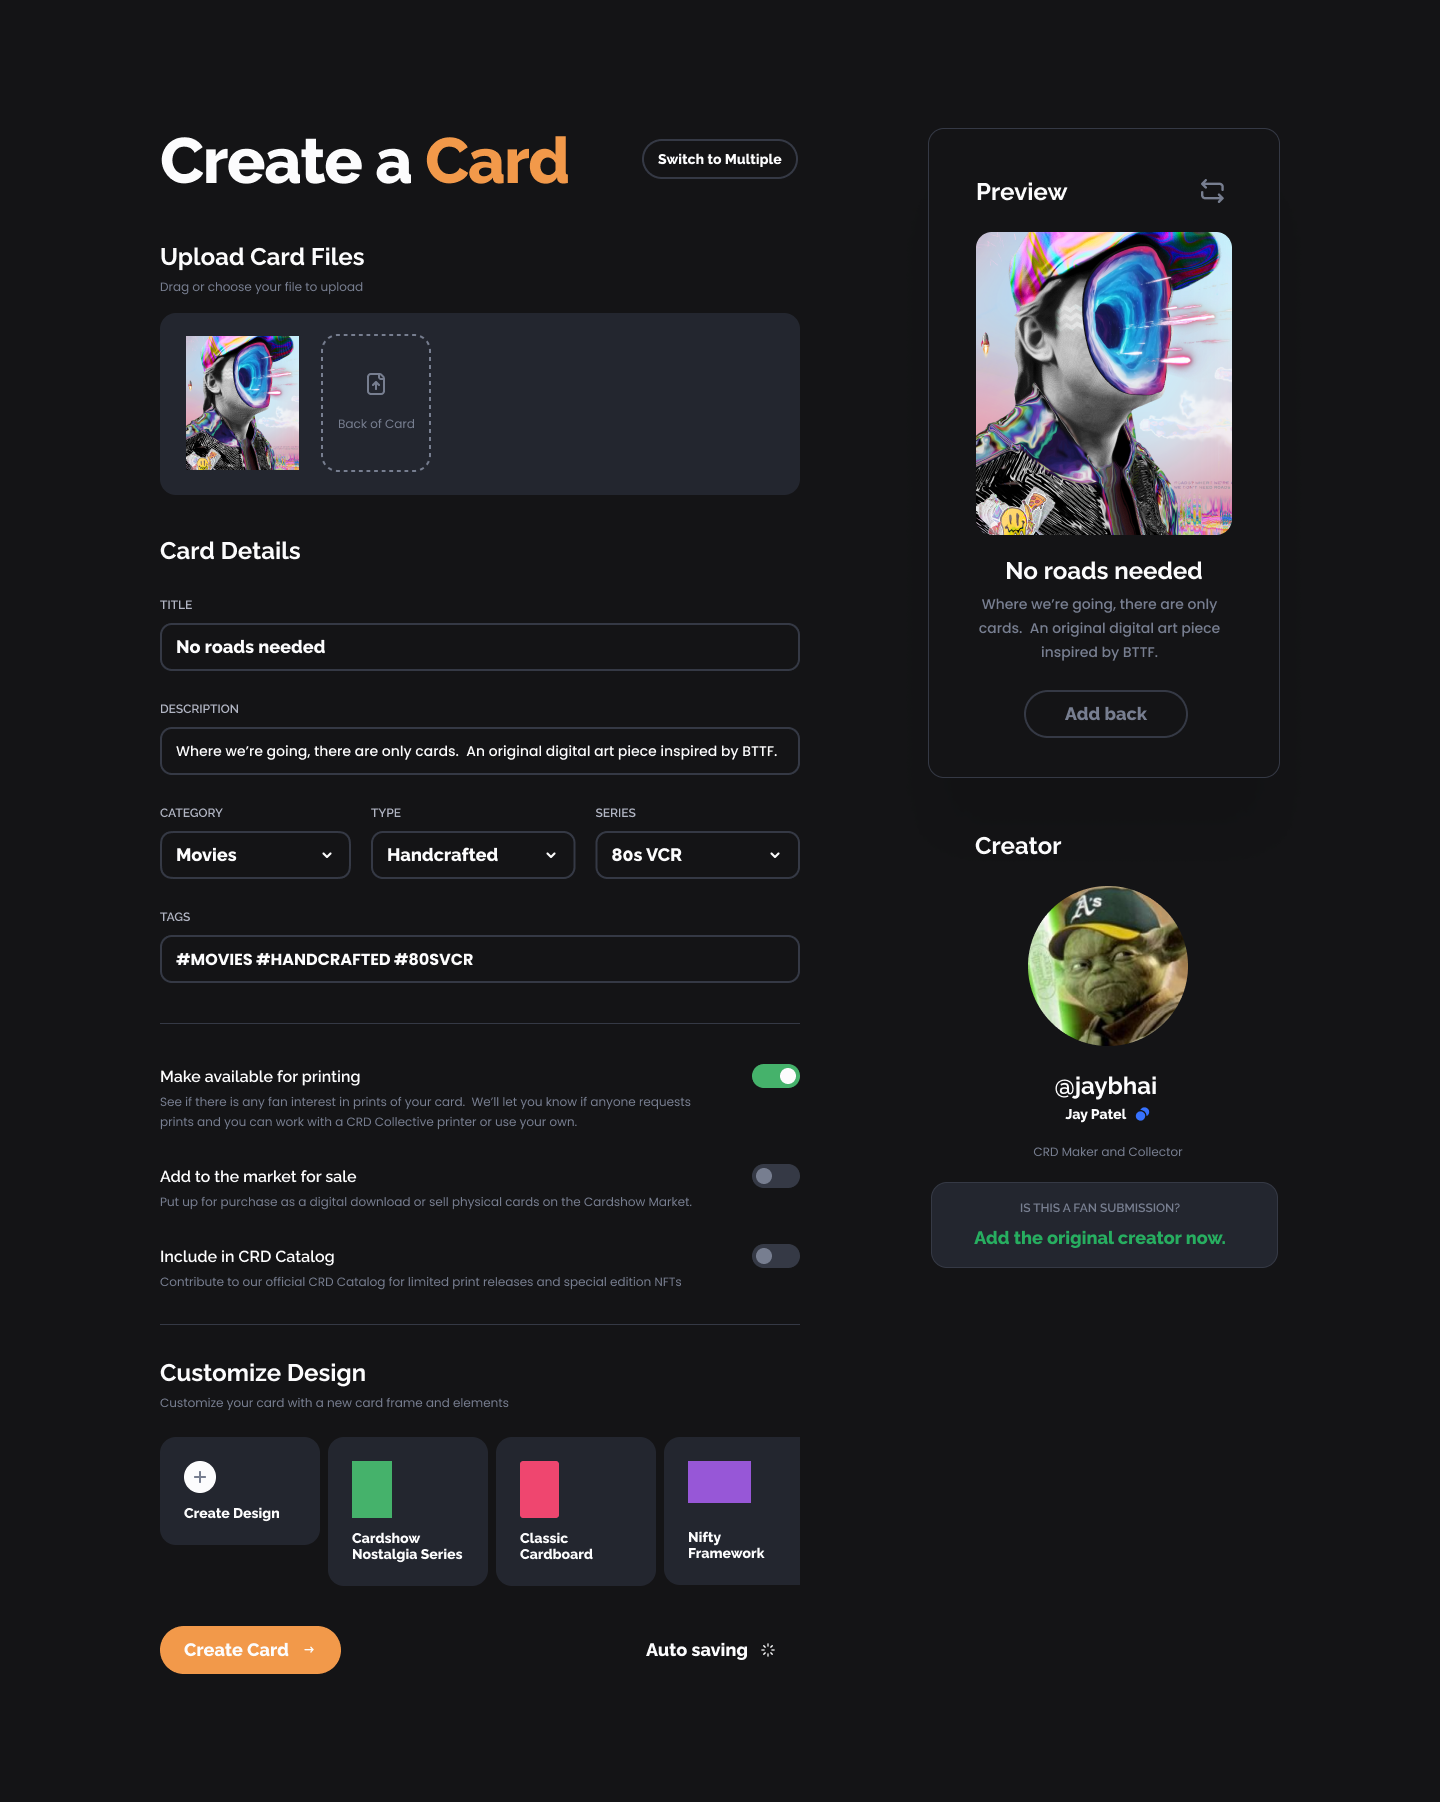 Create a Card
Switch to Multiple
Upload Card Files
Drag or choose your file to upload
Back of Card
Card Details
TITLE
No roads needed
DESCRIPTION
Where we’re going, there are only cards.  An original digital art piece inspired by BTTF.
CATEGORY
TYPE
SERIES
Movies
Handcrafted
80s VCR
TAGS
#MOVIES #HANDCRAFTED #80SVCR
Make available for printing
See if there is any fan interest in prints of your card.  We’ll let you know if anyone requests
prints and you can work with a CRD Collective printer or use your own.
Add to the market for sale
Put up for purchase as a digital download or sell physical cards on the Cardshow Market.
Include in CRD Catalog
Contribute to our official CRD Catalog for limited print releases and special edition NFTs
Customize Design
Customize your card with a new card frame and elements
Create Design
Cardshow
Nostalgia Series
Classic
Cardboard
Nifty
Framework
Create Card
Auto saving
Preview
No roads needed
Where we’re going, there are only
cards.  An original digital art piece
inspired by BTTF.
Add back
Creator
A's
@jaybhai
Jay Patel
CRD Maker and Collector
IS THIS A FAN SUBMISSION?
Add the original creator now.